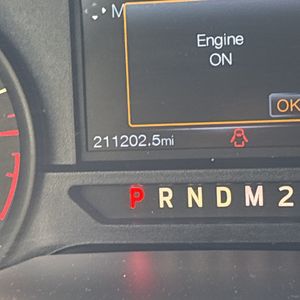 M
Engine
ON
OK
211202.5mi
P R N D M 2